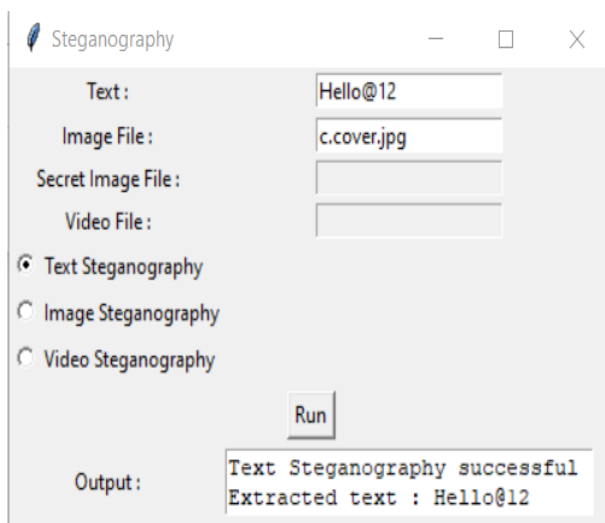 Steganography
Text : Hello@12
Image File : c.cover.jpg
Secret Image File :
Video File :
Text Steganography
Image Steganography
Video Steganography
Run
Output : Text Steganography successful
Extracted text : Hello@12